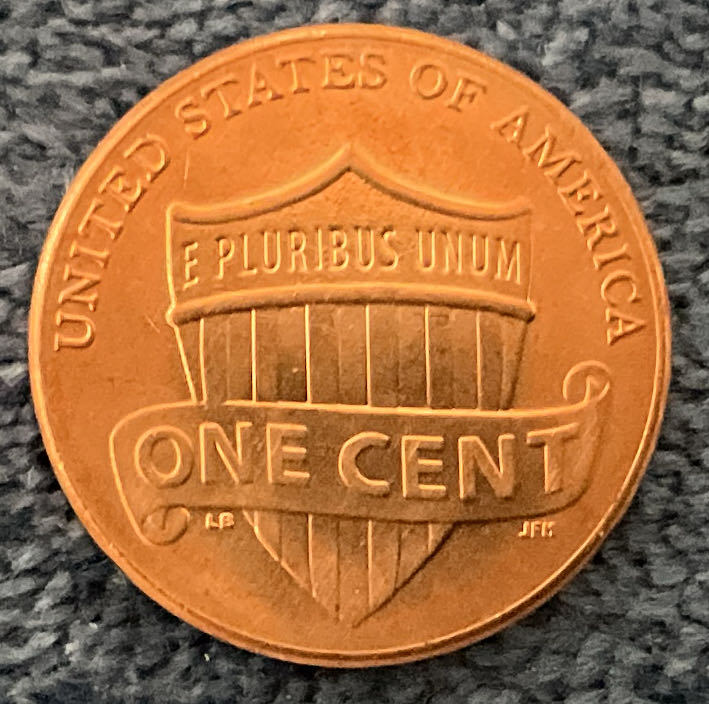 UNITED STATES OF AMERICA
E PLURIBUS UNUM
ONE CENT
LB
JFM